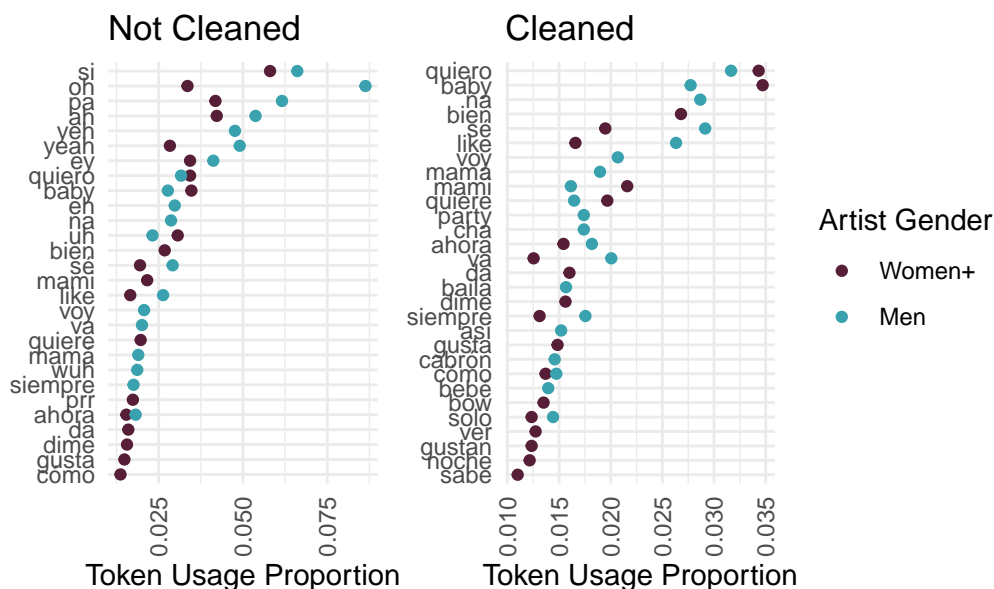 Not Cleaned
si
oh
pa
ah
yeh
yeah
ey
quiero
baby
eh
na
uh
bien
se
mami
like
voy
va
quiere
mama
wuh
siempre
prr
ahora
da
dime
gusta
como
0.025
0.050
0.075
Token Usage Proportion
Cleaned
quiero
baby
na
bien
se
like
voy
mama
mami
quiere
party
cha
ahora
va
da
baila
dime
siempre
asi
gusta
cabrón
como
bebé
bow
solo
ver
gustan
noche
sabe
0.010
0.015
0.020
0.025
0.030
0.035
Token Usage Proportion
Artist Gender
Women+
Men